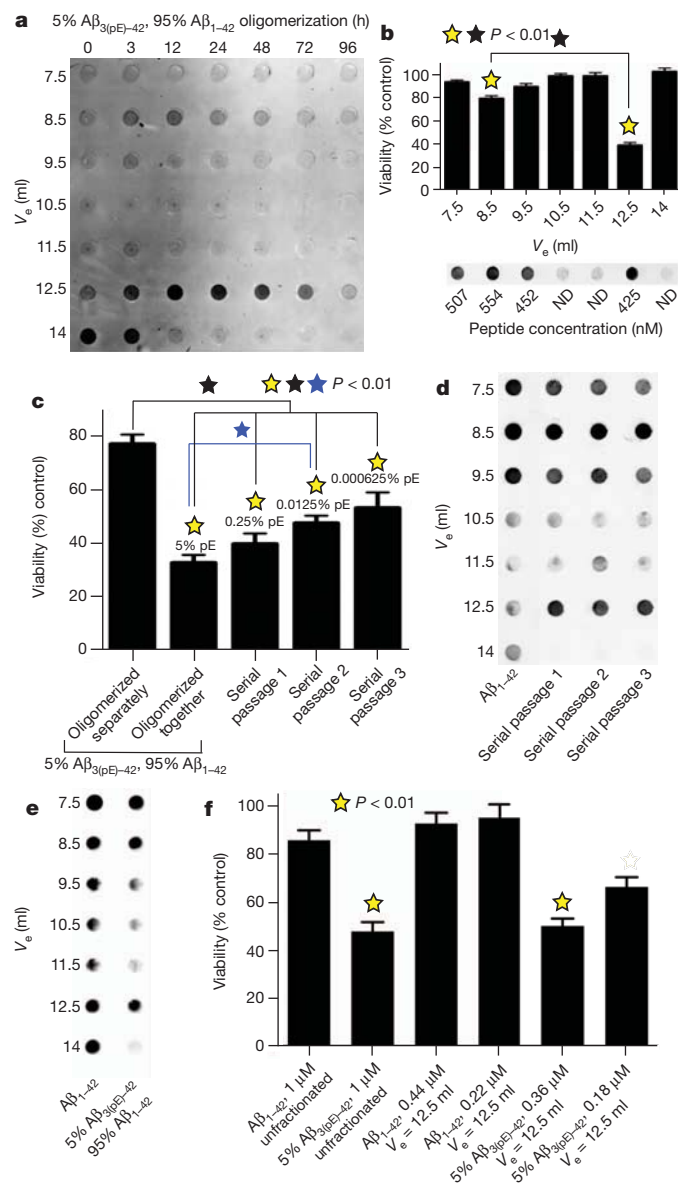 a
5% Aβ3(pE)–42, 95% Aβ1–42 oligomerization (h)
0 3 12 24 48 72 96
Ve (ml)
7.5
8.5
9.5
10.5
11.5
12.5
14
b
P < 0.01
Viability (% control)
100
80
60
40
20
0
7.5 8.5 9.5 10.5 11.5 12.5 14
Ve (ml)
507 554 452 ND ND 425 ND
Peptide concentration (nM)
c
P < 0.01
Viability (%) control)
80
60
40
20
0
5% pE
0.25% pE
0.0125% pE
0.000625% pE
Oligomerized
separately
Oligomerized
together
Serial
passage 1
Serial
passage 2
Serial
passage 3
5% Aβ3(pE)–42, 95% Aβ1–42
d
Ve (ml)
7.5
8.5
9.5
10.5
11.5
12.5
14
Aβ1–42
Serial passage 1
Serial passage 2
Serial passage 3
e
Ve (ml)
7.5
8.5
9.5
10.5
11.5
12.5
14
Aβ1–42
5% Aβ3(pE)–42
95% Aβ1–42
f
P < 0.01
Viability (% control)
100
80
60
40
20
0
Aβ1–42, 1 μM
unfractionated
5% Aβ3(pE)–42, 1 μM
unfractionated
Aβ1–42, 0.44 μM
Ve = 12.5 ml
Aβ1–42, 0.22 μM
Ve = 12.5 ml
5% Aβ3(pE)–42, 0.36 μM
Ve = 12.5 ml
5% Aβ3(pE)–42, 0.18 μM
Ve = 12.5 ml